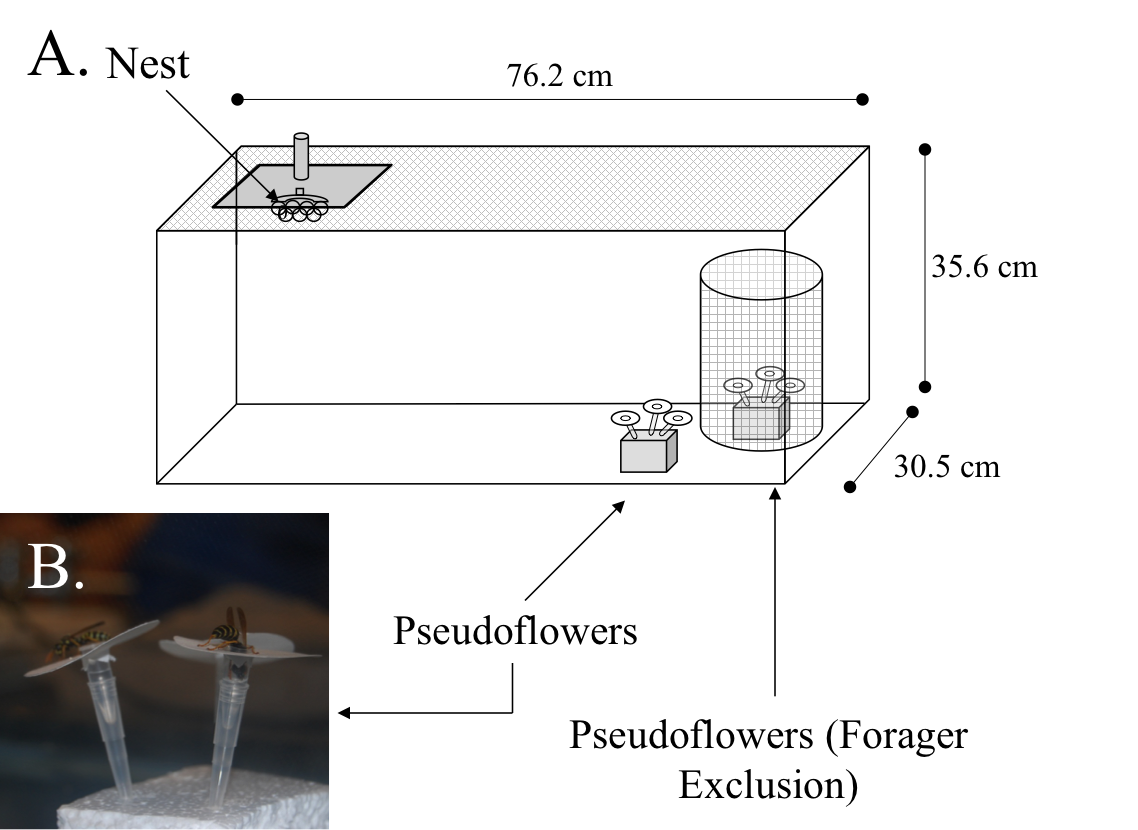 A.
Nest
76.2 cm
35.6 cm
30.5 cm
B.
Pseudoflowers
Pseudoflowers (Forager
Exclusion)